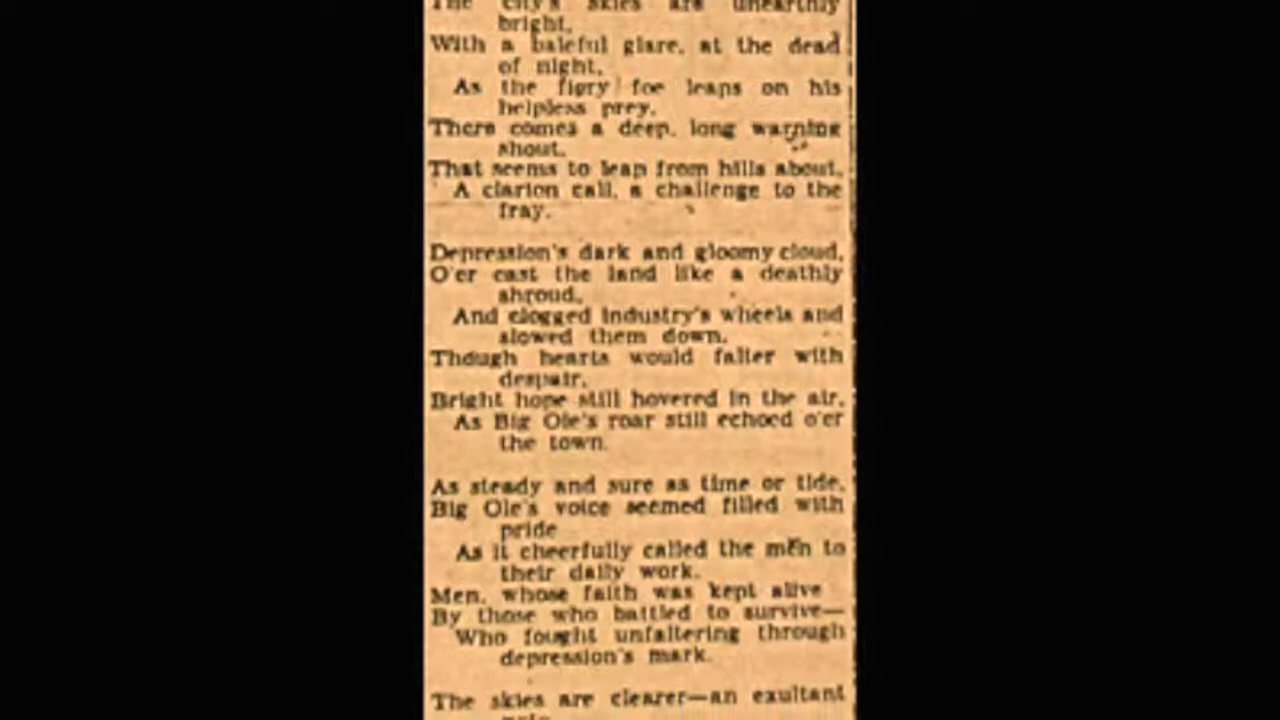 The city's skies are unearthly
bright,
With a baleful glare, at the dead
of night,
As the fiery foe leaps on his
helpless prey,
There comes a deep, long warning
shout,
That seems to leap from hills about,
A clarion call, a challenge to the
fray.
Depression's dark and gloomy cloud,
O'er cast the land like a deathly
shroud,
And clogged industry's wheels and
slowed them down,
Though hearts would falter with
despair,
Bright hope still hovered in the air,
As Big Ole's roar still echoed o'er
the town.
As steady and sure as time or tide,
Big Ole's voice seemed filled with
pride
As it cheerfully called the men to
their daily work.
Men, whose faith was kept alive
By those who battled to survive—
Who fought unfaltering through
depression's mark.
The skies are clearer—an exultant